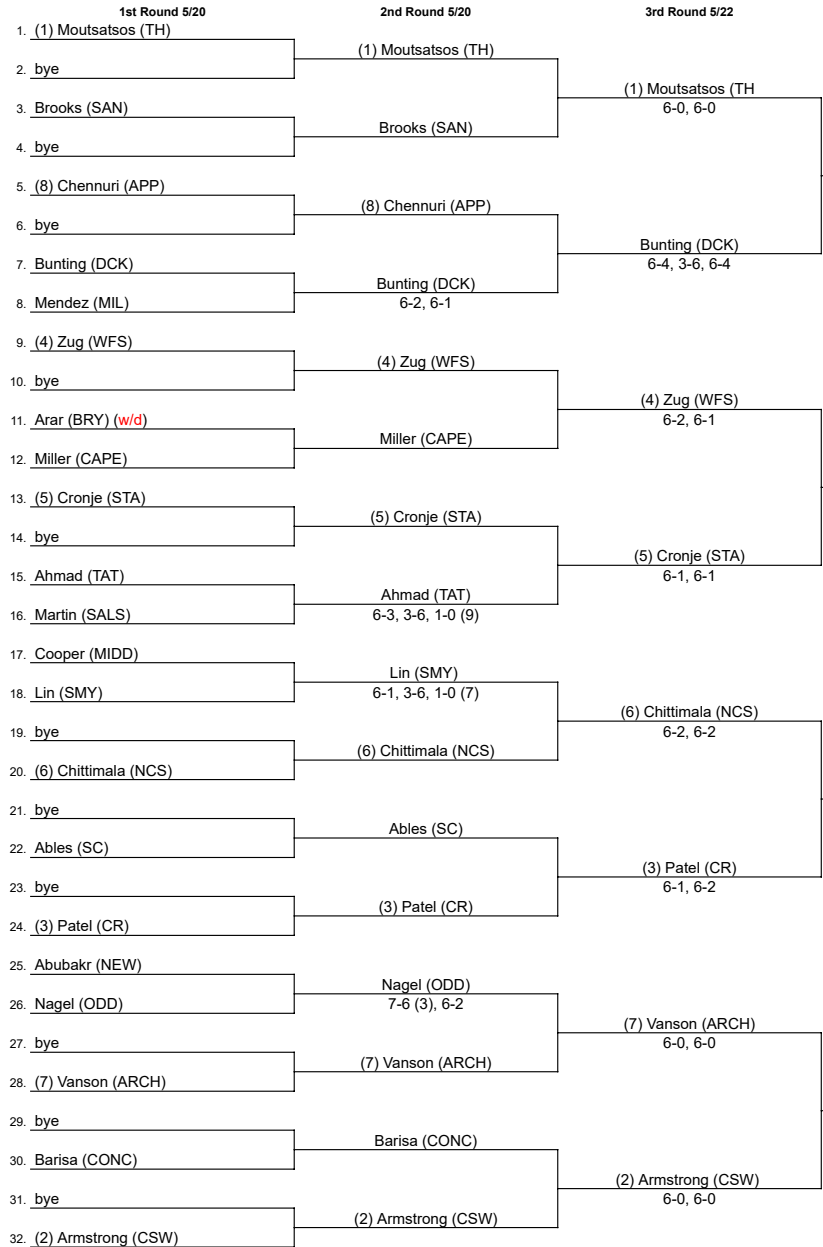 1st Round 5/20
2nd Round 5/20
3rd Round 5/22
1. (1) Moutsatsos (TH)
2. bye
3. Brooks (SAN)
4. bye
5. (8) Chennuri (APP)
6. bye
7. Bunting (DCK)
8. Mendez (MIL)
9. (4) Zug (WFS)
10. bye
11. Arar (BRY) (w/d)
12. Miller (CAPE)
13. (5) Cronje (STA)
14. bye
15. Ahmad (TAT)
16. Martin (SALS)
17. Cooper (MIDD)
18. Lin (SMY)
19. bye
20. (6) Chittimala (NCS)
21. bye
22. Ables (SC)
23. bye
24. (3) Patel (CR)
25. Abubakr (NEW)
26. Nagel (ODD)
27. bye
28. (7) Vanson (ARCH)
29. bye
30. Barisa (CONC)
31. bye
32. (2) Armstrong (CSW)
(1) Moutsatsos (TH)
Brooks (SAN)
(8) Chennuri (APP)
Bunting (DCK)
6-2, 6-1
(4) Zug (WFS)
Miller (CAPE)
(5) Cronje (STA)
Ahmad (TAT)
6-3, 3-6, 1-0 (9)
Lin (SMY)
6-1, 3-6, 1-0 (7)
(6) Chittimala (NCS)
Ables (SC)
(3) Patel (CR)
Nagel (ODD)
7-6 (3), 6-2
(7) Vanson (ARCH)
Barisa (CONC)
(2) Armstrong (CSW)
(1) Moutsatsos (TH
6-0, 6-0
Bunting (DCK)
6-4, 3-6, 6-4
(4) Zug (WFS)
6-2, 6-1
(5) Cronje (STA)
6-1, 6-1
(6) Chittimala (NCS)
6-2, 6-2
(3) Patel (CR)
6-1, 6-2
(7) Vanson (ARCH)
6-0, 6-0
(2) Armstrong (CSW)
6-0, 6-0